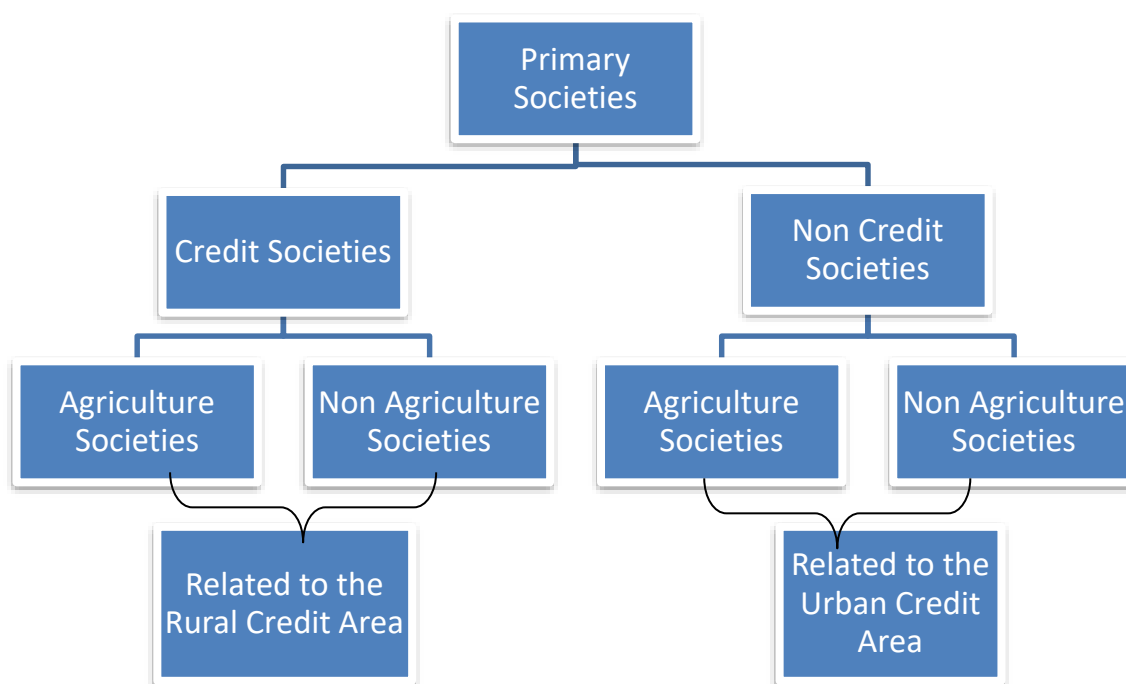 Primary
Societies
Credit Societies
Non Credit
Societies
Agriculture
Societies
Non Agriculture
Societies
Agriculture
Societies
Non Agriculture
Societies
Related to the
Rural Credit Area
Related to the
Urban Credit
Area